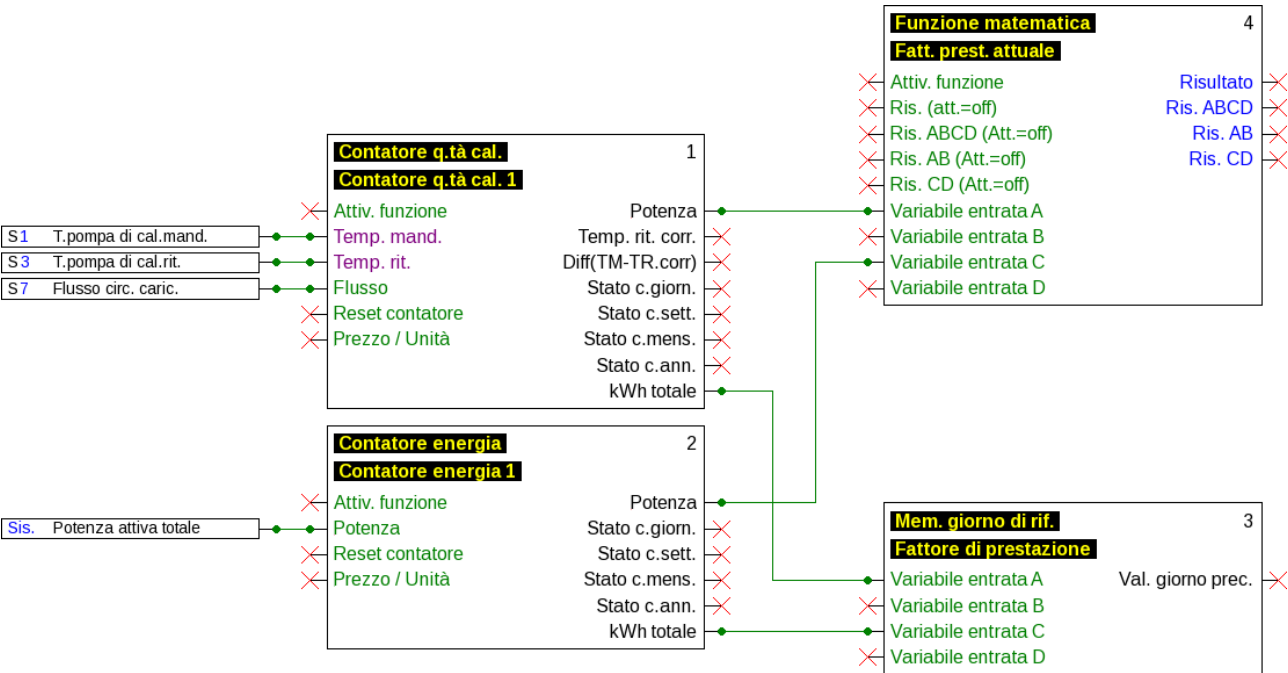 Funzione matematica 4
Fatt. prest. attuale
Attiv. funzione Risultato
Ris. (att.=off) Ris. ABCD
Ris. ABCD (Att.=off) Ris. AB
Ris. AB (Att.=off) Ris. CD
Ris. CD (Att.=off)
Variabile entrata A
Variabile entrata B
Variabile entrata C
Variabile entrata D
Contatore q.tà cal. 1
Contatore q.tà cal. 1
Attiv. funzione Potenza
S1 T.pompa di cal.mand. Temp. mand. Temp. rit. corr.
S3 T.pompa di cal.rit. Temp. rit. Diff(TM-TR.corr)
S7 Flusso circ. caric. Flusso Stato c.giorn.
Reset contatore Stato c.sett.
Prezzo / Unità Stato c.mens.
Stato c.ann.
kWh totale
Contatore energia 2
Contatore energia 1
Attiv. funzione Potenza
Sis. Potenza attiva totale Potenza Stato c.giorn.
Reset contatore Stato c.sett.
Prezzo / Unità Stato c.mens.
Stato c.ann.
kWh totale
Mem. giorno di rif. 3
Fattore di prestazione
Variabile entrata A Val. giorno prec.
Variabile entrata B
Variabile entrata C
Variabile entrata D